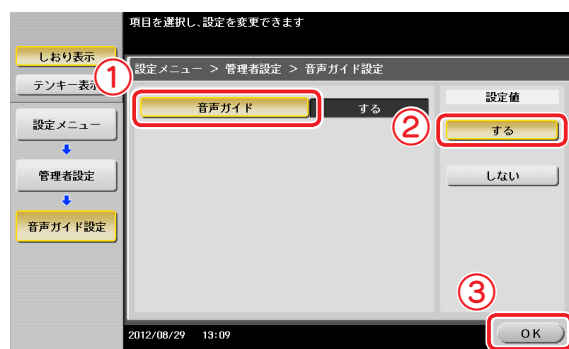 項目を選択し、設定を変更できます
しおり表示
テンキー表示
設定メニュー
管理者設定
音声ガイド設定
設定メニュー > 管理者設定 > 音声ガイド設定
①
音声ガイド
する
②
設定値
する
しない
③
2012/08/29 13:09
OK